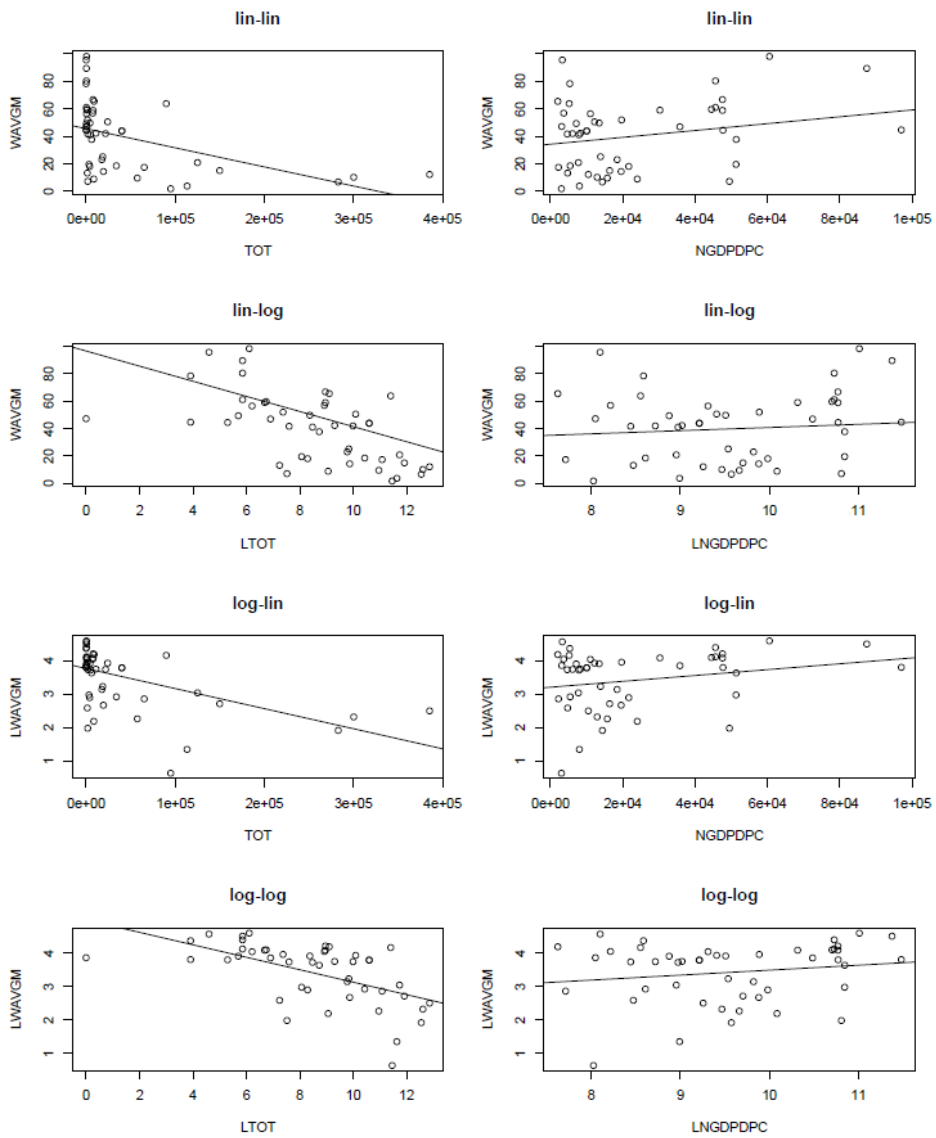 lin-lin
WAVGM
0 20 40 60 80
0e+00 1e+05 2e+05 3e+05 4e+05
TOT
lin-lin
WAVGM
0 20 40 60 80
0e+00 2e+04 4e+04 6e+04 8e+04 1e+05
NGDPDPC
lin-log
WAVGM
0 20 40 60 80
0 2 4 6 8 10 12
LTOT
lin-log
WAVGM
0 20 40 60 80
8 9 10 11
LNGDPDPC
log-lin
LWAVGM
1 2 3 4
0e+00 1e+05 2e+05 3e+05 4e+05
TOT
log-lin
LWAVGM
1 2 3 4
0e+00 2e+04 4e+04 6e+04 8e+04 1e+05
NGDPDPC
log-log
LWAVGM
1 2 3 4
0 2 4 6 8 10 12
LTOT
log-log
LWAVGM
1 2 3 4
8 9 10 11
LNGDPDPC